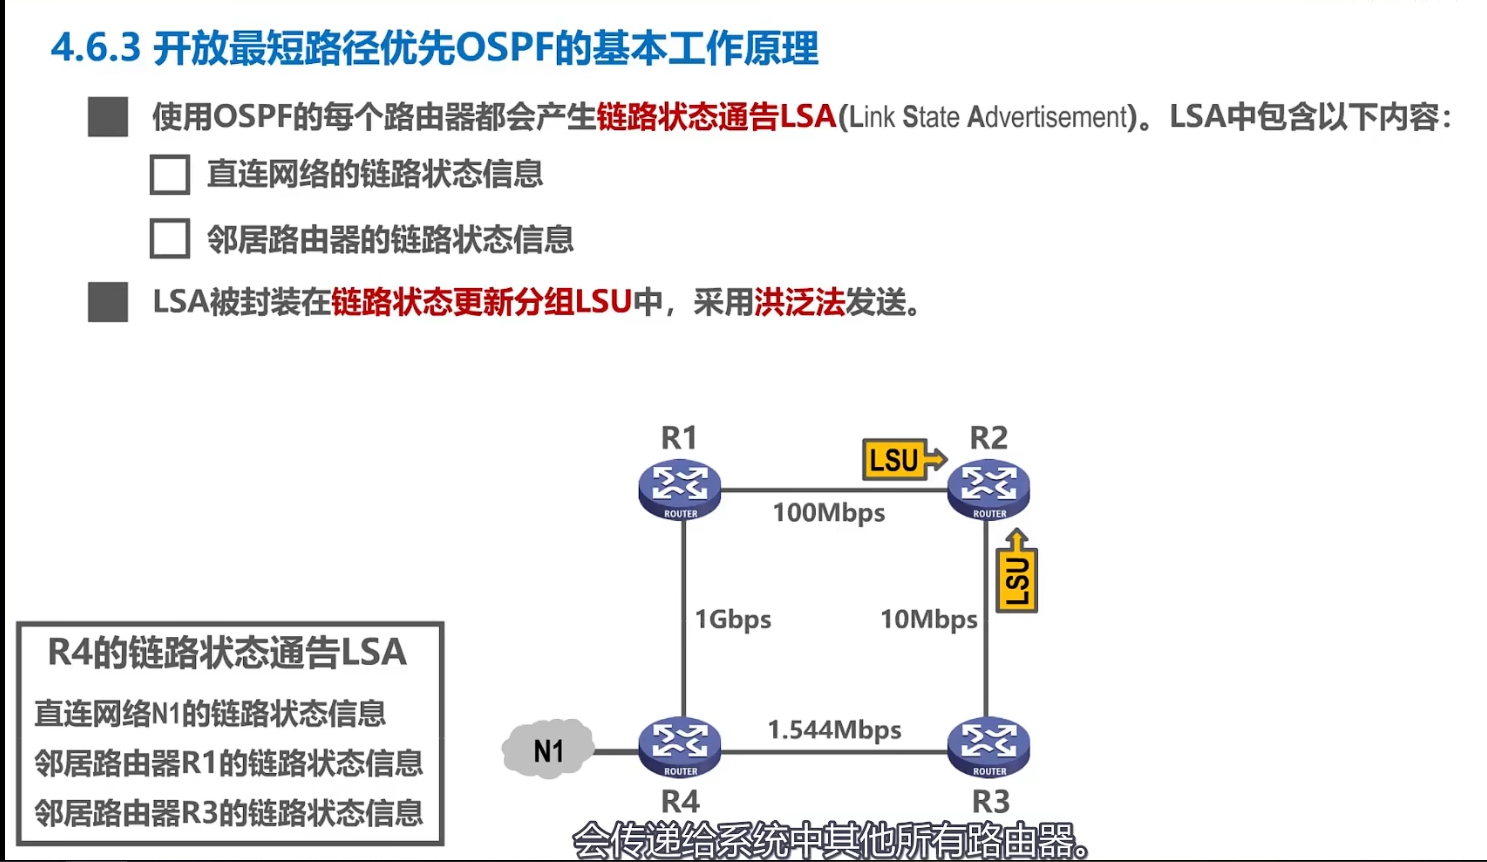 4.6.3 开放最短路径优先OSPF的基本工作原理
使用OSPF的每个路由器都会产生链路状态通告LSA(Link State Advertisement)。LSA中包含以下内容：
直连网络的链路状态信息
邻居路由器的链路状态信息
LSA被封装在链路状态更新分组LSU中，采用洪泛法发送。
R1
LSU
R2
ROUTER
ROUTER
100Mbps
LSU
1Gbps
10Mbps
R4的链路状态通告LSA
直连网络N1的链路状态信息
邻居路由器R1的链路状态信息
邻居路由器R3的链路状态信息
N1
1.544Mbps
ROUTER
ROUTER
R4
R3
会传递给系统中其他所有路由器。